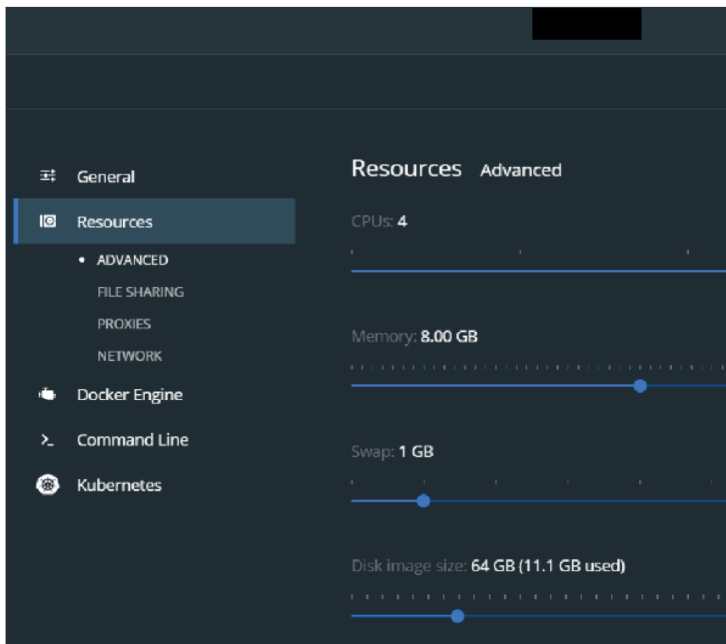 General
Resources
ADVANCED
FILE SHARING
PROXIES
NETWORK
Docker Engine
Command Line
Kubernetes
Resources Advanced
CPUs: 4
Memory: 8.00 GB
Swap: 1 GB
Disk image size: 64 GB (11.1 GB used)